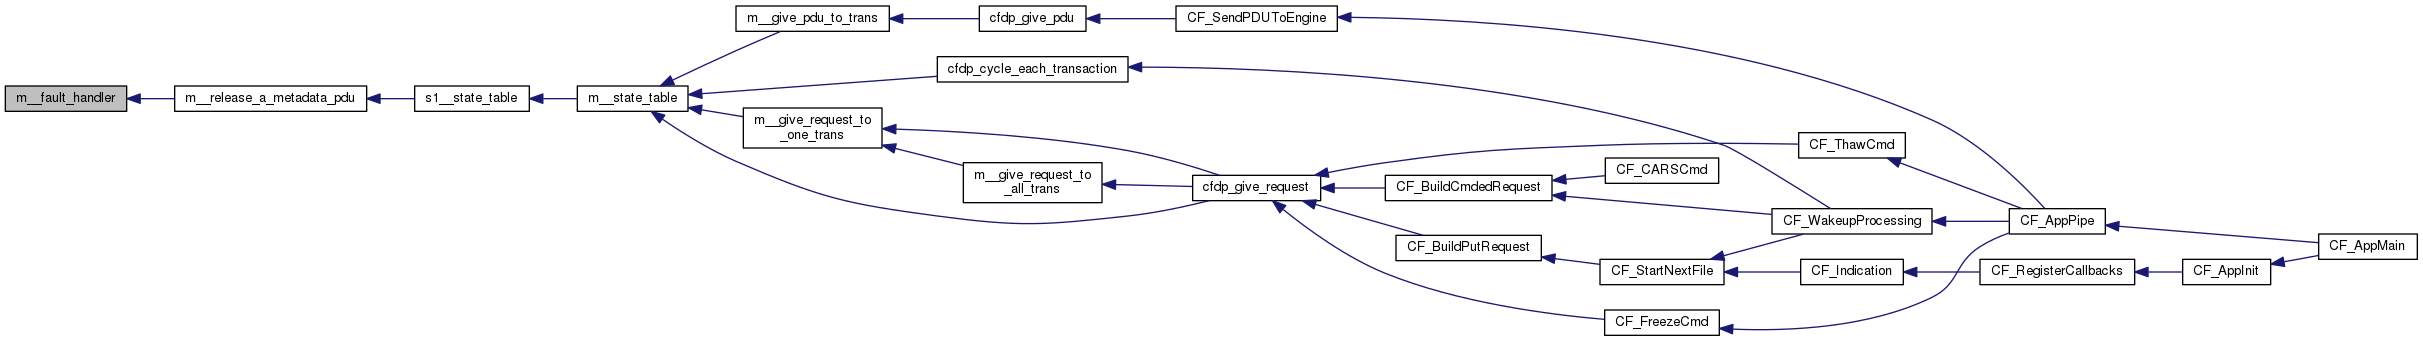 m__give_pdu_to_trans
cfdp_give_pdu
CF_SendPDUToEngine
cfdp_cycle_each_transaction
m__fault_handler
m__release_a_metadata_pdu
s1__state_table
m__state_table
m__give_request_to
_one_trans
CF_ThawCmd
CF_CARSCmd
m__give_request_to
_all_trans
cfdp_give_request
CF_BuildCmdedRequest
CF_WakeupProcessing
CF_AppPipe
CF_BuildPutRequest
CF_AppMain
CF_StartNextFile
CF_Indication
CF_RegisterCallbacks
CF_AppInit
CF_FreezeCmd